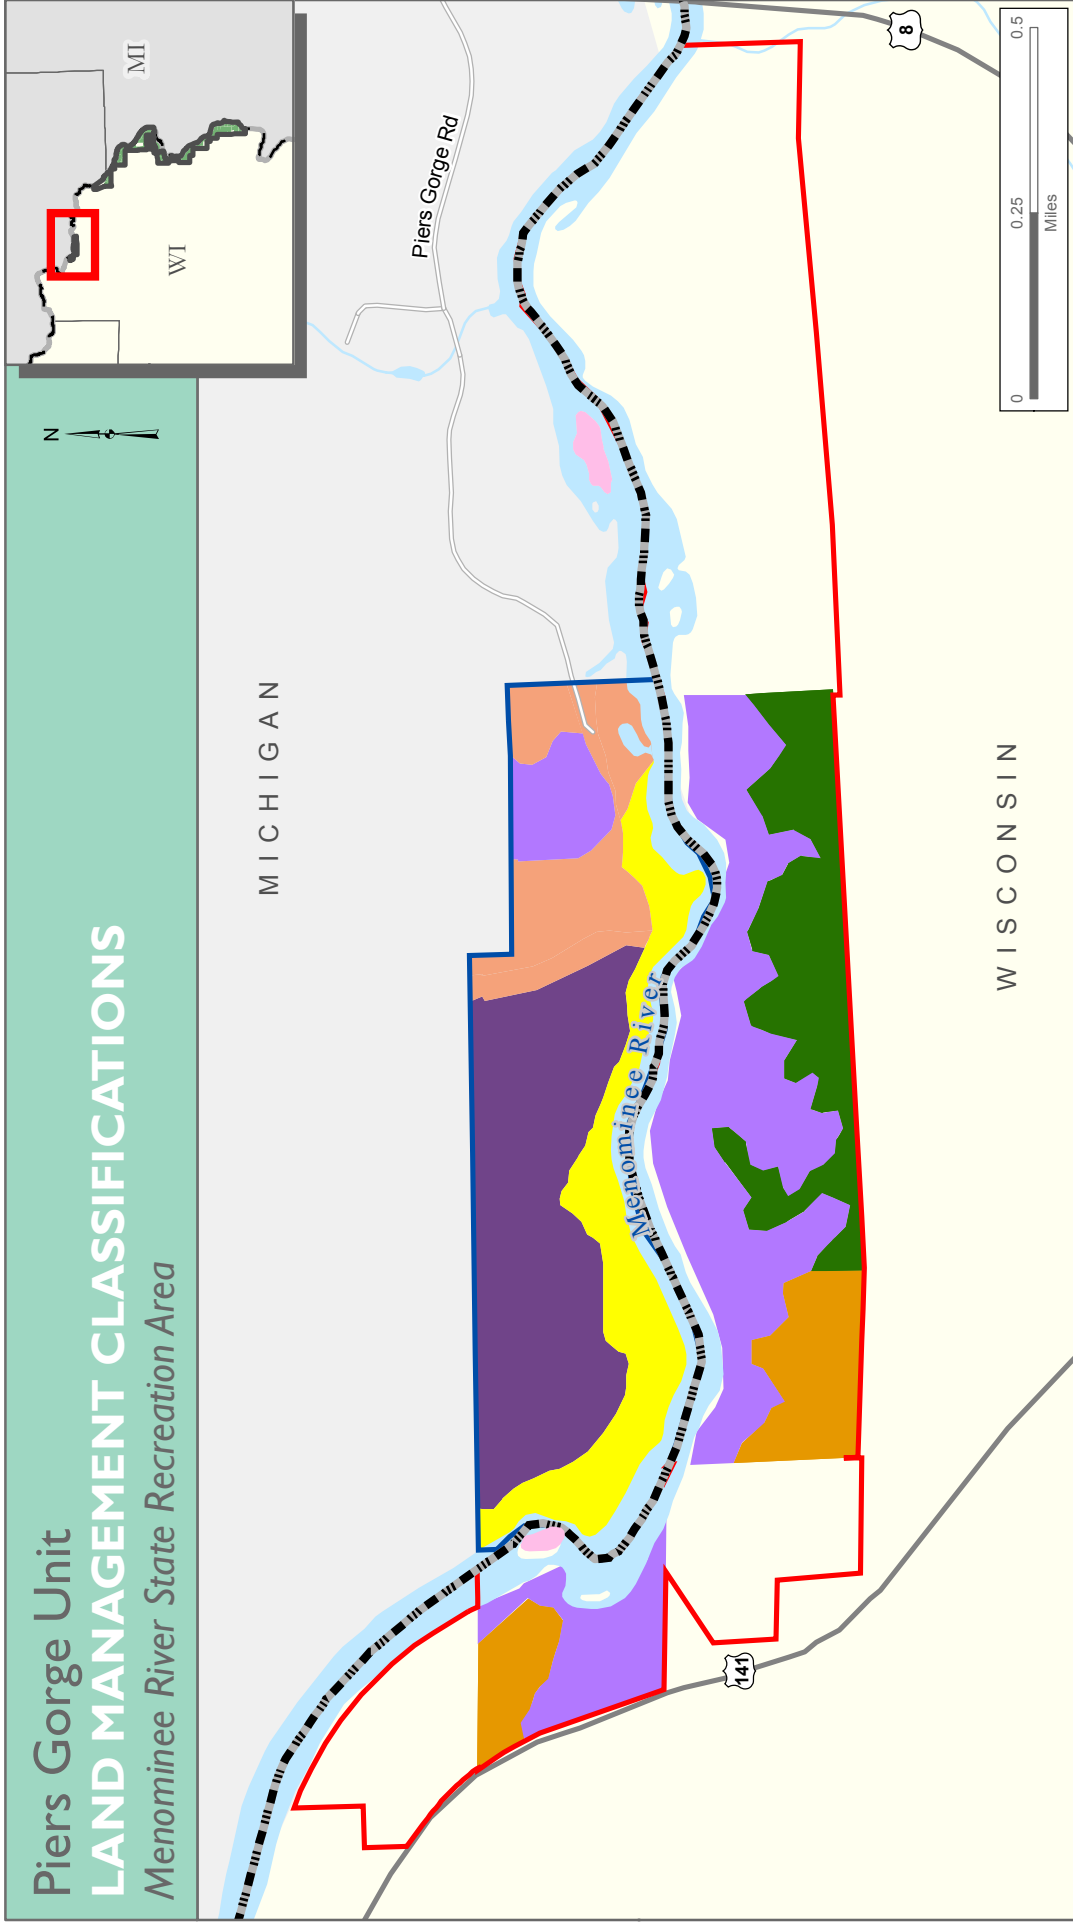 Piers Gorge Unit
LAND MANAGEMENT CLASSIFICATIONS
Menominee River State Recreation Area
N
MI
WI
MICHIGAN
Piers Gorge Rd
8
Menominee River
141
WISCONSIN
0 0.25 0.5
Miles